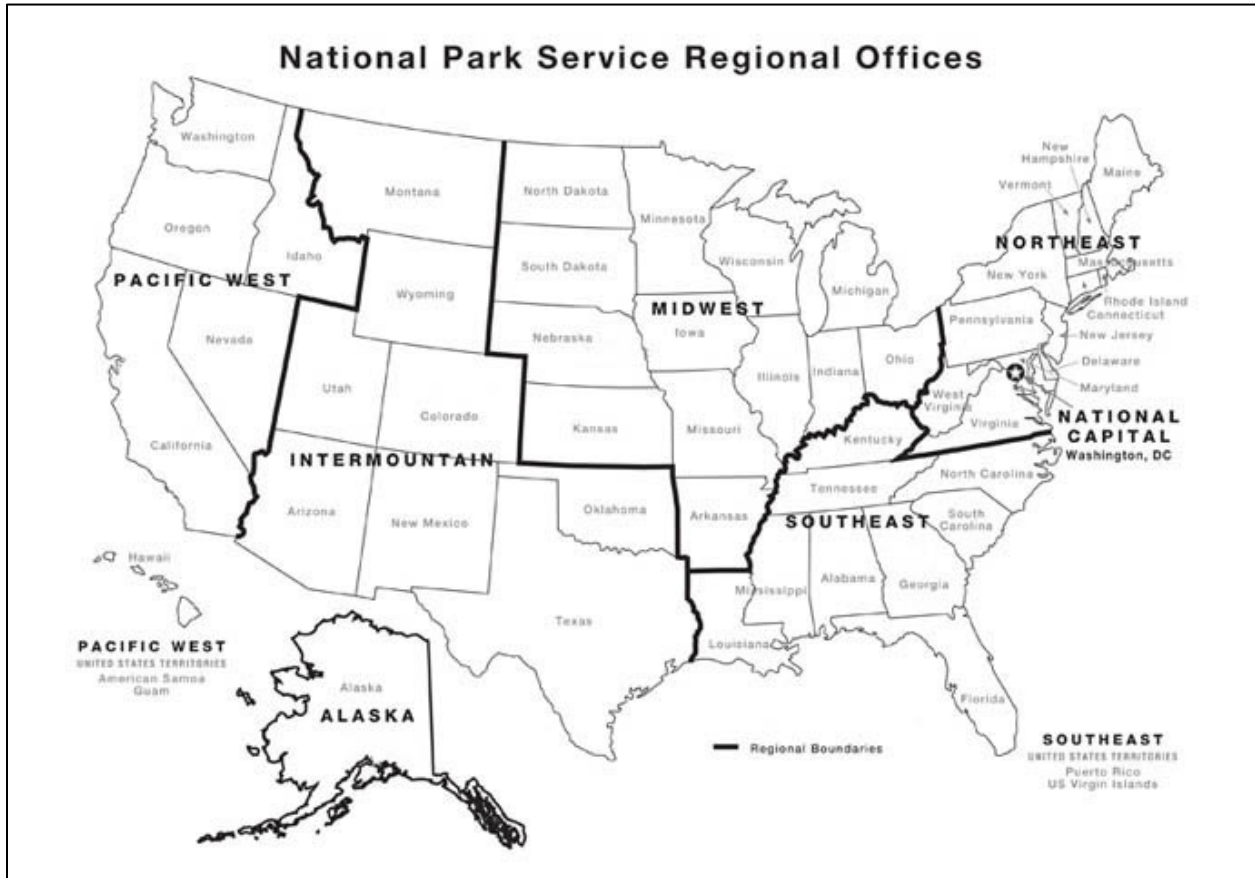 National Park Service Regional Offices
Washington
Montana
North Dakota
Minnesota
New
Hampshire
Vermont
Maine
Oregon
Idaho
PACIFIC WEST
Wyoming
South Dakota
Wisconsin
Michigan
NORTHEAST
New York
Massachusetts
MIDWEST
Iowa
Nebraska
Rhode Island
Connecticut
Pennsylvania
New Jersey
Nevada
Utah
Colorado
Illinois
Indiana
Ohio
Delaware
Maryland
West
Virginia
Virginia
NATIONAL
CAPITAL
Washington, DC
California
Kansas
Missouri
Kentucky
INTERMOUNTAIN
Arizona
New Mexico
Oklahoma
Arkansas
Tennessee
North Carolina
SOUTHEAST
South
Carolina
Hawaii
Mississippi
Alabama
Georgia
Texas
Louisiana
Florida
PACIFIC WEST
UNITED STATES TERRITORIES
American Samoa
Guam
Alaska
ALASKA
Regional Boundaries
SOUTHEAST
UNITED STATES TERRITORIES
Puerto Rico
US Virgin Islands